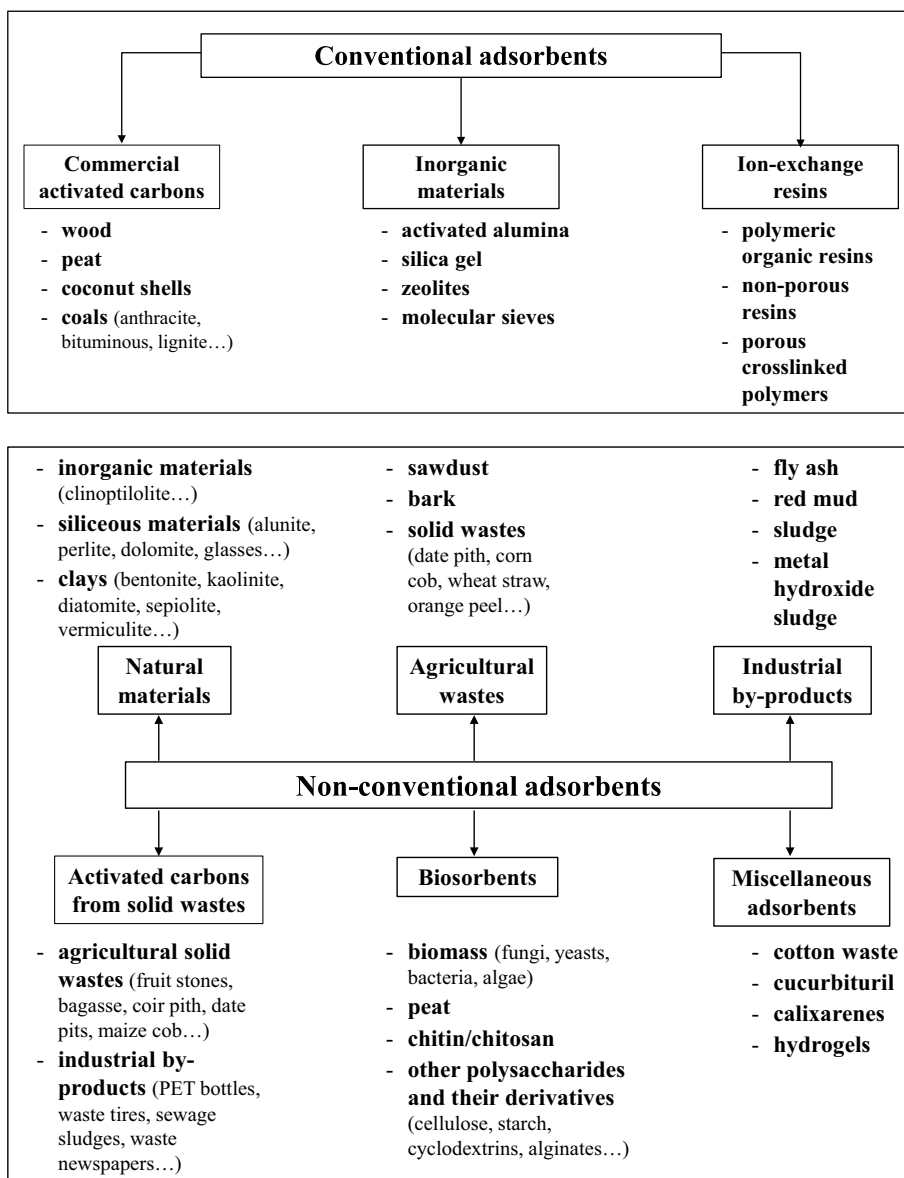 Conventional adsorbents
Commercial
activated carbons
- wood
- peat
- coconut shells
- coals (anthracite,
bituminous, lignite…)
Inorganic
materials
- activated alumina
- silica gel
- zeolites
- molecular sieves
Ion-exchange
resins
- polymeric
organic resins
- non-porous
resins
- porous
crosslinked
polymers
- inorganic materials
(clinoptilolite…)
- siliceous materials (alunite,
perlite, dolomite, glasses…)
- clays (bentonite, kaolinite,
diatomite, sepiolite,
vermiculite…)
Natural
materials
- sawdust
- bark
- solid wastes
(date pith, corn
cob, wheat straw,
orange peel…)
Agricultural
wastes
- fly ash
- red mud
- sludge
- metal
hydroxide
sludge
Industrial
by-products
Non-conventional adsorbents
Activated carbons
from solid wastes
- agricultural solid
wastes (fruit stones,
bagasse, coir pith, date
pits, maize cob…)
- industrial by-
products (PET bottles,
waste tires, sewage
sludges, waste
newspapers…)
Biosorbents
- biomass (fungi, yeasts,
bacteria, algae)
- peat
- chitin/chitosan
- other polysaccharides
and their derivatives
(cellulose, starch,
cyclodextrins, alginates…)
Miscellaneous
adsorbents
- cotton waste
- cucurbituril
- calixarenes
- hydrogels